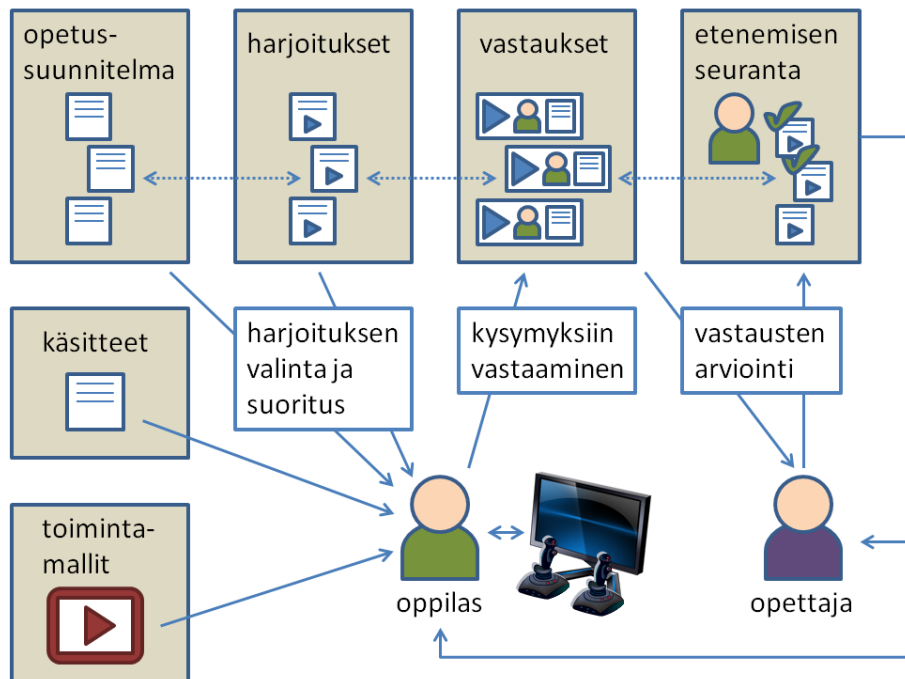 opetus-
suunnitelma
harjoitukset
vastaukset
etenemisen
seuranta
käsitteet
harjoituksen
valinta ja
suoritus
kysymyksiin
vastaaminen
vastausten
arviointi
toiminta-
mallit
oppilas
opettaja